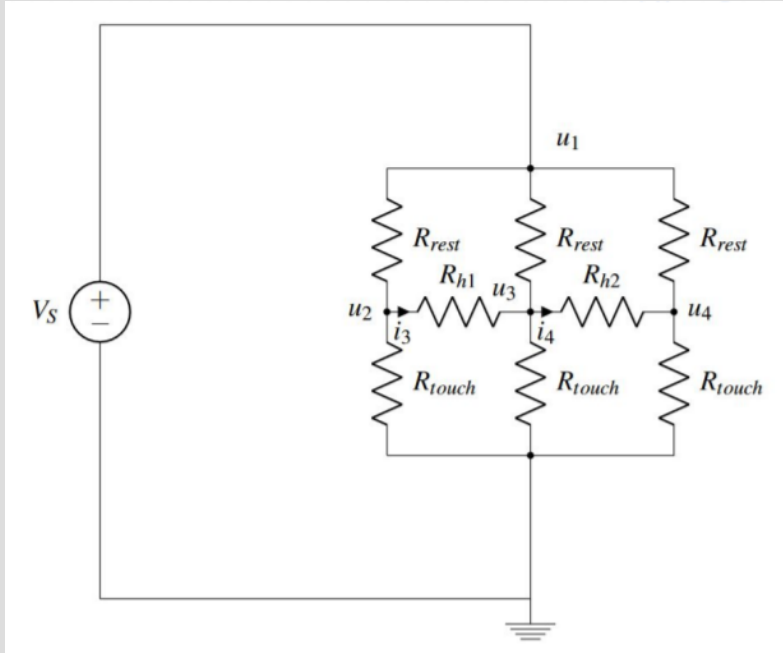 u1
Rrest Rrest Rrest
Rh1 u3 Rh2
VS + − u2 i3 i4 u4
Rtouch Rtouch Rtouch